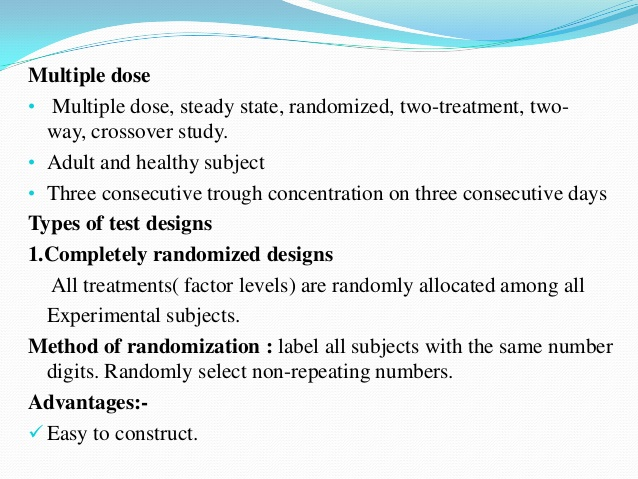 Multiple dose
• Multiple dose, steady state, randomized, two-treatment, two-
way, crossover study.
• Adult and healthy subject
• Three consecutive trough concentration on three consecutive days
Types of test designs
1.Completely randomized designs
All treatments( factor levels) are randomly allocated among all
Experimental subjects.
Method of randomization : label all subjects with the same number
digits. Randomly select non-repeating numbers.
Advantages:-
✓ Easy to construct.